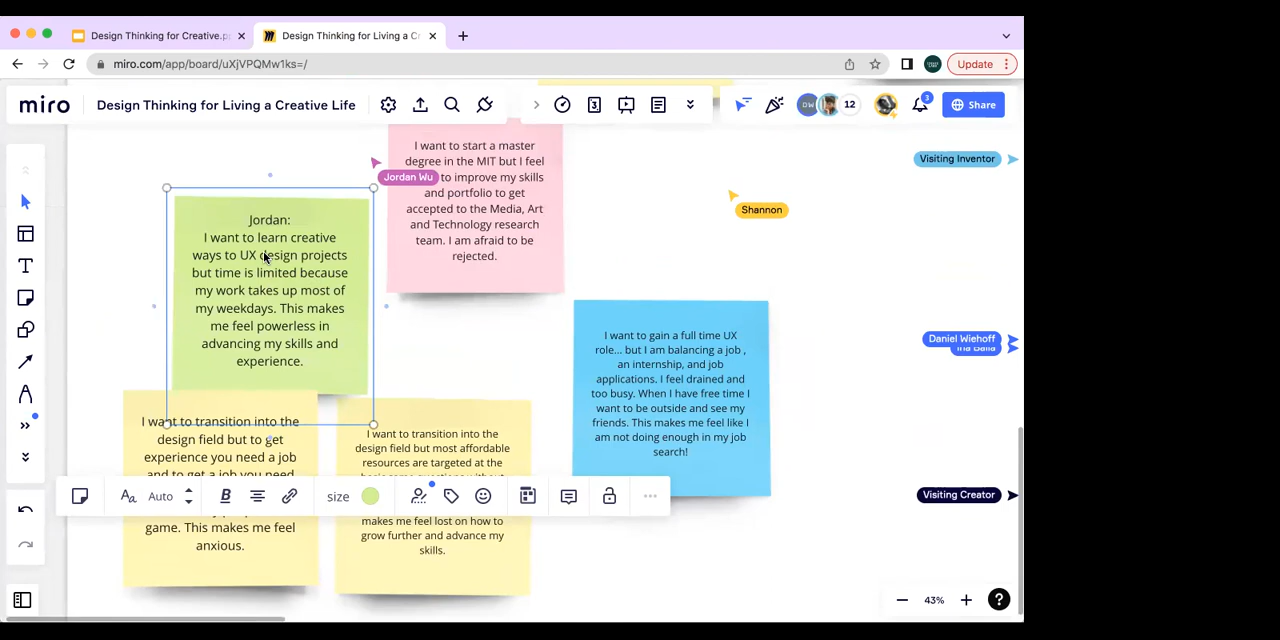 Design Thinking for Creative.p
Design Thinking for Living a C
miro.com/app/board/uXjVPQMw1ks=/
Update
miro
Design Thinking for Living a Creative Life
3
DW
12
3
Share
I want to start a master
degree in the MIT but I feel
to improve my skills
and portfolio to get
accepted to the Media, Art
and Technology research
team. I am afraid to be
rejected.
Jordan Wu
Visiting Inventor
Shannon
Jordan:
I want to learn creative
ways to UX design projects
but time is limited because
my work takes up most of
my weekdays. This makes
me feel powerless in
advancing my skills and
experience.
I want to gain a full time UX
role... but I am balancing a job ,
an internship, and job
applications. I feel drained and
too busy. When I have free time I
want to be outside and see my
friends. This makes me feel like I
am not doing enough in my job
search!
Daniel Wiehoff
I want to transition into the
design field but to get
experience you need a job
and to get a job you need
game. This makes me feel
anxious.
I want to transition into the
design field but most affordable
resources are targeted at the
makes me feel lost on how to
grow further and advance my
skills.
Aa Auto
B
size
Visiting Creator
43%
?